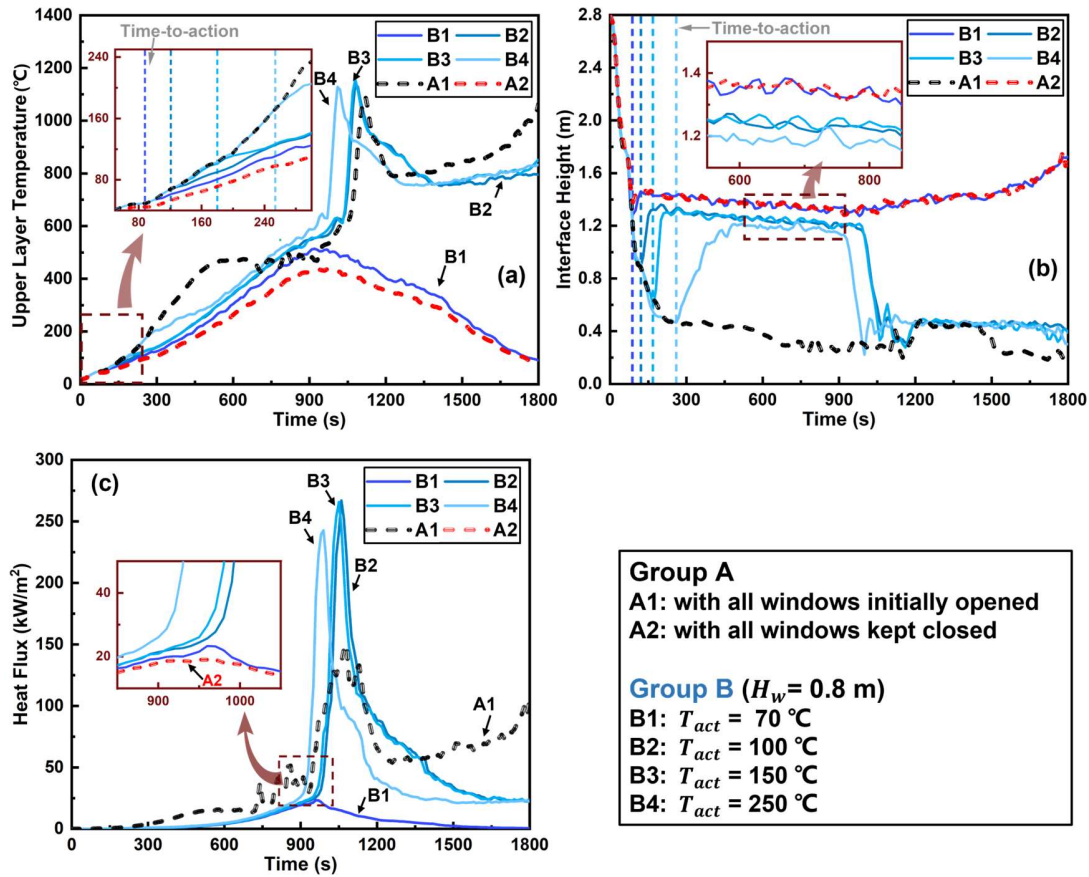 1400
1200
1000
800
600
400
200
0
Upper Layer Temperature (℃)
0 300 600 900 1200 1500 1800
Time (s)
Time-to-action
240
160
80
80 160 240
B1 B2
B3 B4
A1 A2
B3
B4
B2
B1
(a)
2.8
2.4
2.0
1.6
1.2
0.8
0.4
0.0
Interface Height (m)
0 300 600 900 1200 1500 1800
Time (s)
Time-to-action
1.4
1.2
600 800
B1 B2
B3 B4
A1 A2
(b)
300
250
200
150
100
50
0
Heat Flux (kW/m²)
0 300 600 900 1200 1500 1800
Time (s)
(c)
B1 B2
B3 B4
A1 A2
B3
B4
B2
A1
B1
40
20
A2
900 1000
Group A
A1: with all windows initially opened
A2: with all windows kept closed
Group B (H_w = 0.8 m)
B1: T_act = 70 ℃
B2: T_act = 100 ℃
B3: T_act = 150 ℃
B4: T_act = 250 ℃